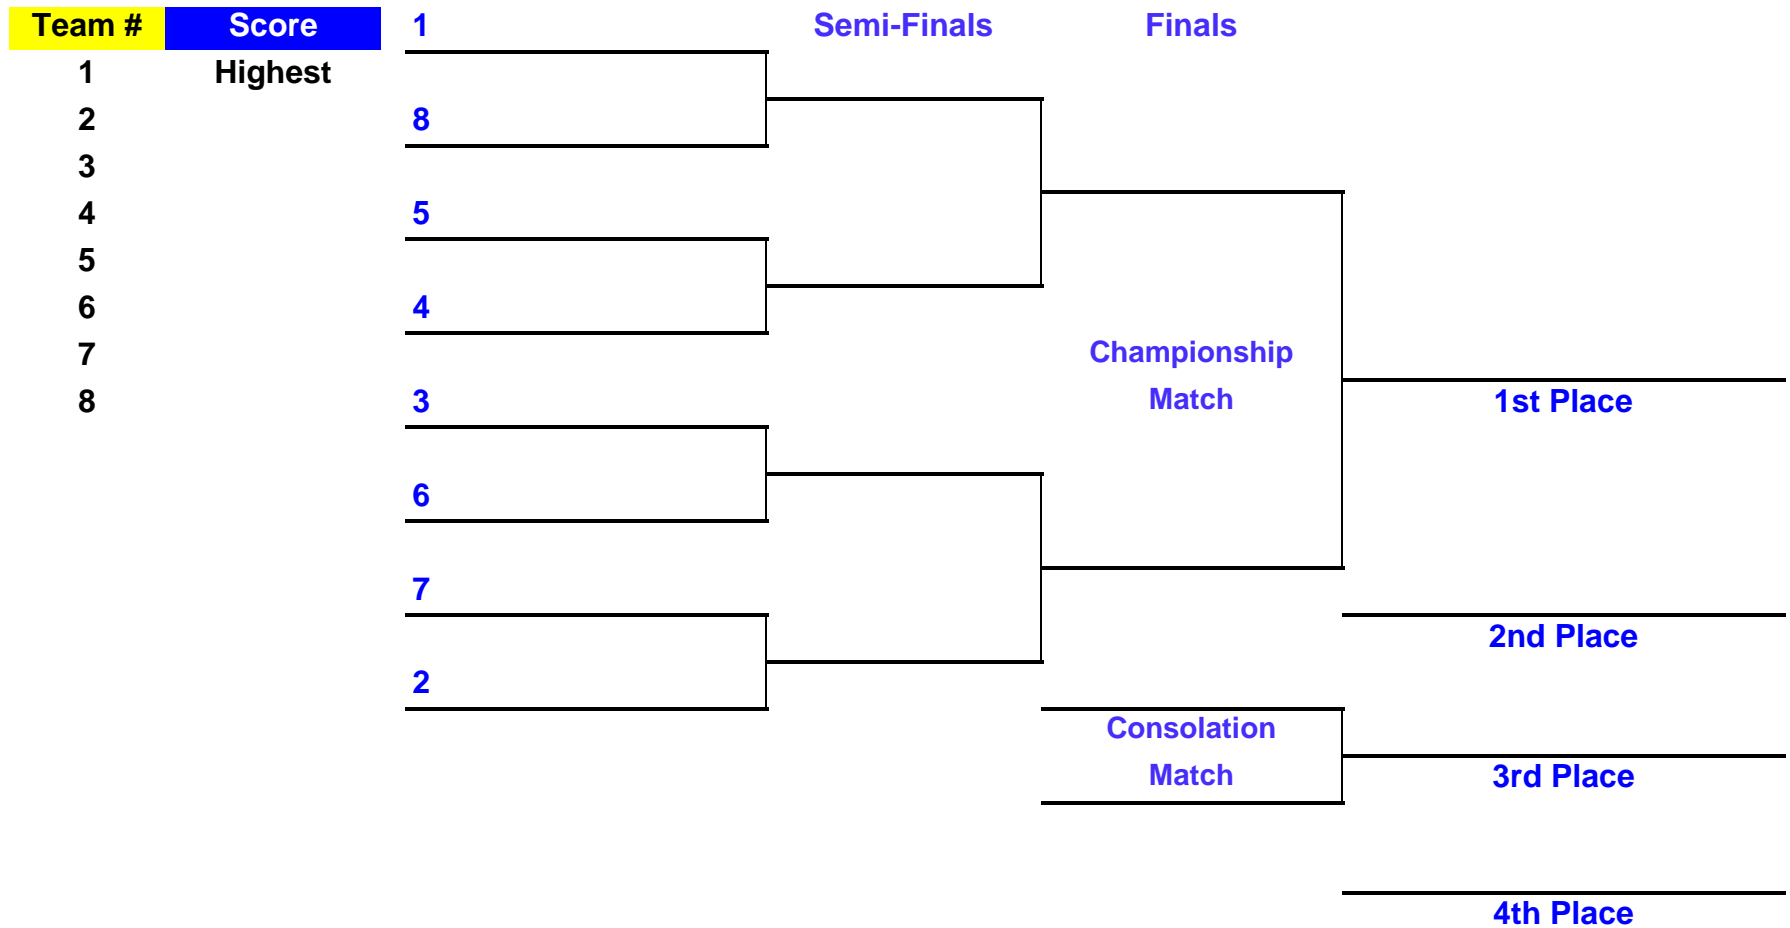 Team # Score 1 Semi-Finals Finals
1 Highest
2 8
3
4 5
5
6 4
7 Championship
8 3 Match 1st Place
6
7
2nd Place
2
Consolation
Match 3rd Place
4th Place